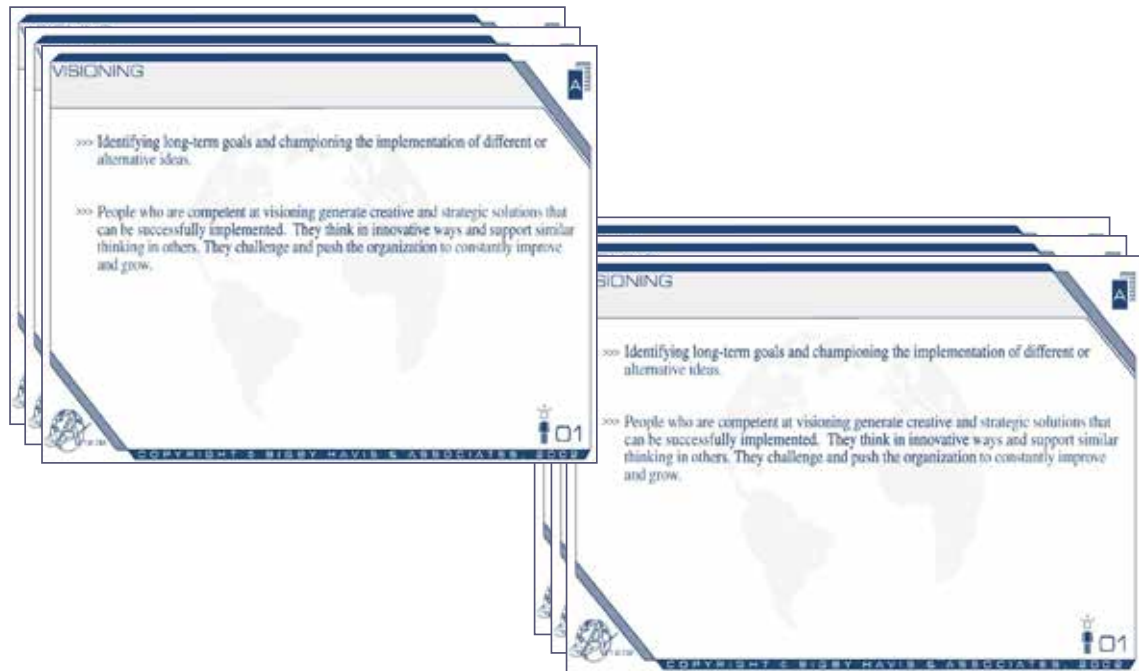 VISIONING
A
>>> Identifying long-term goals and championing the implementation of different or
alternative ideas.
>>> People who are competent at visioning generate creative and strategic solutions that
can be successfully implemented. They think in innovative ways and support similar
thinking in others. They challenge and push the organization to constantly improve
and grow.
01
COPYRIGHT © BIGBY HAVIS & ASSOCIATES 2002
SIONING
A
>>> Identifying long-term goals and championing the implementation of different or
alternative ideas.
>>> People who are competent at visioning generate creative and strategic solutions that
can be successfully implemented. They think in innovative ways and support similar
thinking in others. They challenge and push the organization to constantly improve
and grow.
01
COPYRIGHT © BIGBY HAVIS & ASSOCIATES 2002